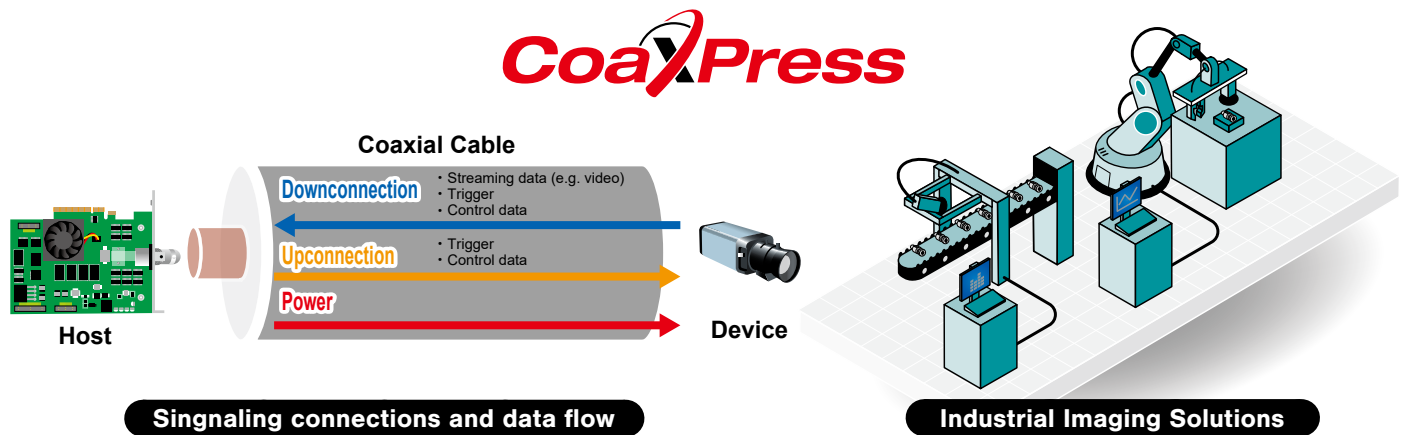 CoaXPress
Coaxial Cable
Downconnection
・Streaming data (e.g. video)
・Trigger
・Control data
Upconnection
・Trigger
・Control data
Power
Host
Device
Singnaling connections and data flow
Industrial Imaging Solutions